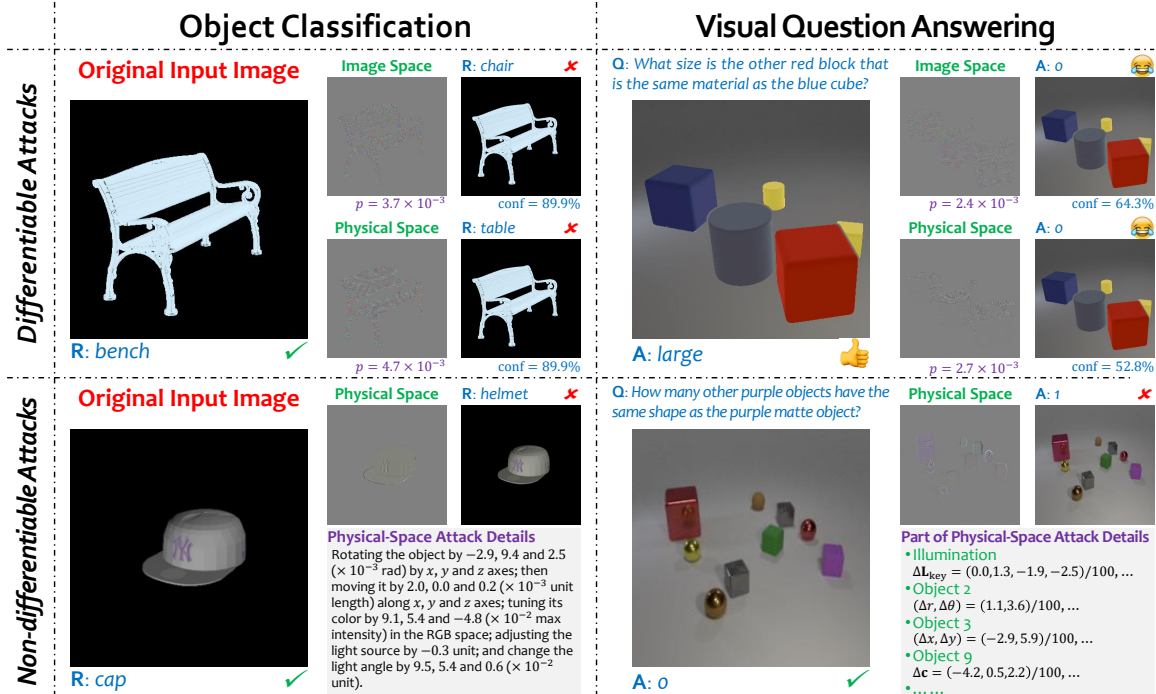 Object Classification
Visual Question Answering
Differentiable Attacks
Original Input Image
R: bench
Image Space
p = 3.7 × 10⁻³
R: chair
conf = 89.9%
Physical Space
p = 4.7 × 10⁻³
R: table
conf = 89.9%
Q: What size is the other red block that
is the same material as the blue cube?
A: large
Image Space
p = 2.4 × 10⁻³
A: 0
conf = 64.3%
Physical Space
p = 2.7 × 10⁻³
A: 0
conf = 52.8%
Non-differentiable Attacks
Original Input Image
NY
R: cap
Physical Space
R: helmet
Physical-Space Attack Details
Rotating the object by −2.9, 9.4 and 2.5
(× 10⁻³ rad) by x, y and z axes; then
moving it by 2.0, 0.0 and 0.2 (× 10⁻³ unit
length) along x, y and z axes; tuning its
color by 9.1, 5.4 and −4.8 (× 10⁻² max
intensity) in the RGB space; adjusting the
light source by −0.3 unit; and change the
light angle by 9.5, 5.4 and 0.6 (× 10⁻²
unit).
Q: How many other purple objects have the
same shape as the purple matte object?
A: 0
Physical Space
A: 1
Part of Physical-Space Attack Details
•Illumination
ΔL_key = (0.0,1.3, −1.9, −2.5)/100, ...
•Object 2
(Δr, Δθ) = (1.1,3.6)/100, ...
•Object 3
(Δx, Δy) = (−2.9, 5.9)/100, ...
•Object 9
Δc = (−4.2, 0.5,2.2)/100, ...
•... ...